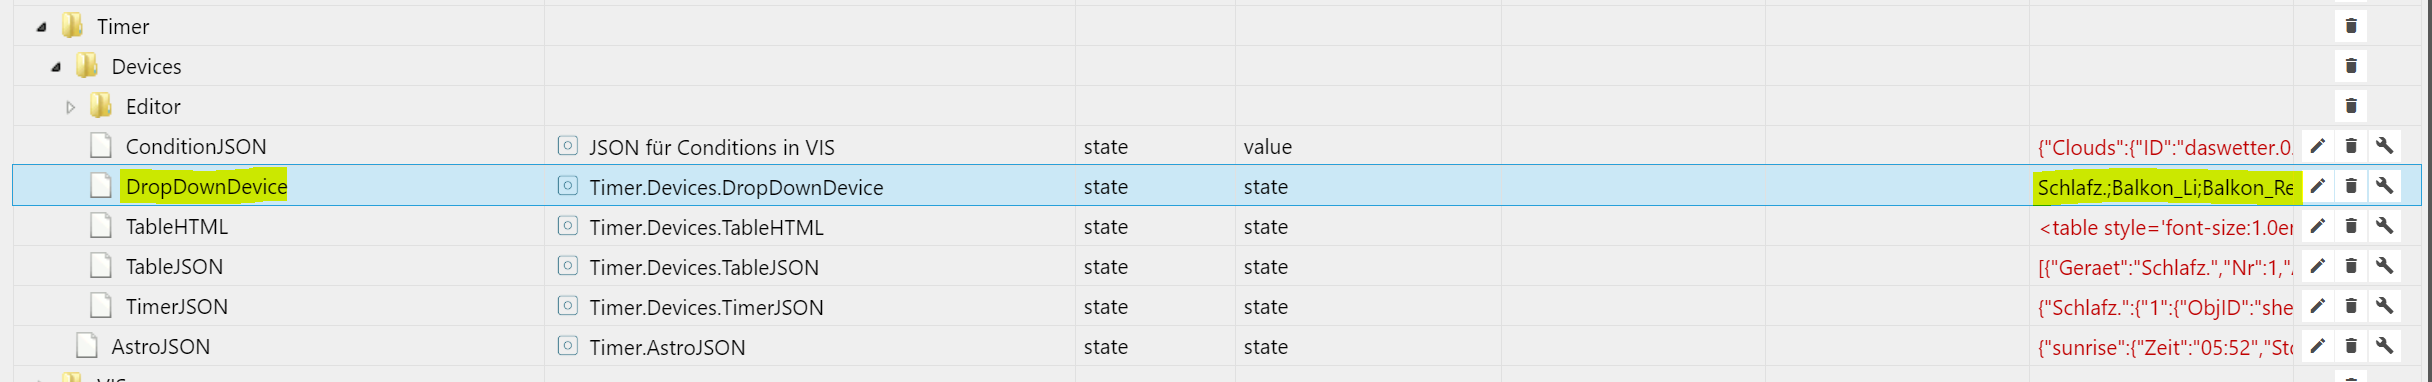 Timer
Devices
Editor
ConditionJSON JSON für Conditions in VIS state value {"Clouds":{"ID":"daswetter.0.
DropDownDevice Timer.Devices.DropDownDevice state state Schlafz.;Balkon_Li;Balkon_Re
TableHTML Timer.Devices.TableHTML state state <table style='font-size:1.0er
TableJSON Timer.Devices.TableJSON state state [{"Geraet":"Schlafz.","Nr":1,"
TimerJSON Timer.Devices.TimerJSON state state {"Schlafz.":{"1":{"ObjID":"she
AstroJSON Timer.AstroJSON state state {"sunrise":{"Zeit":"05:52","Sto